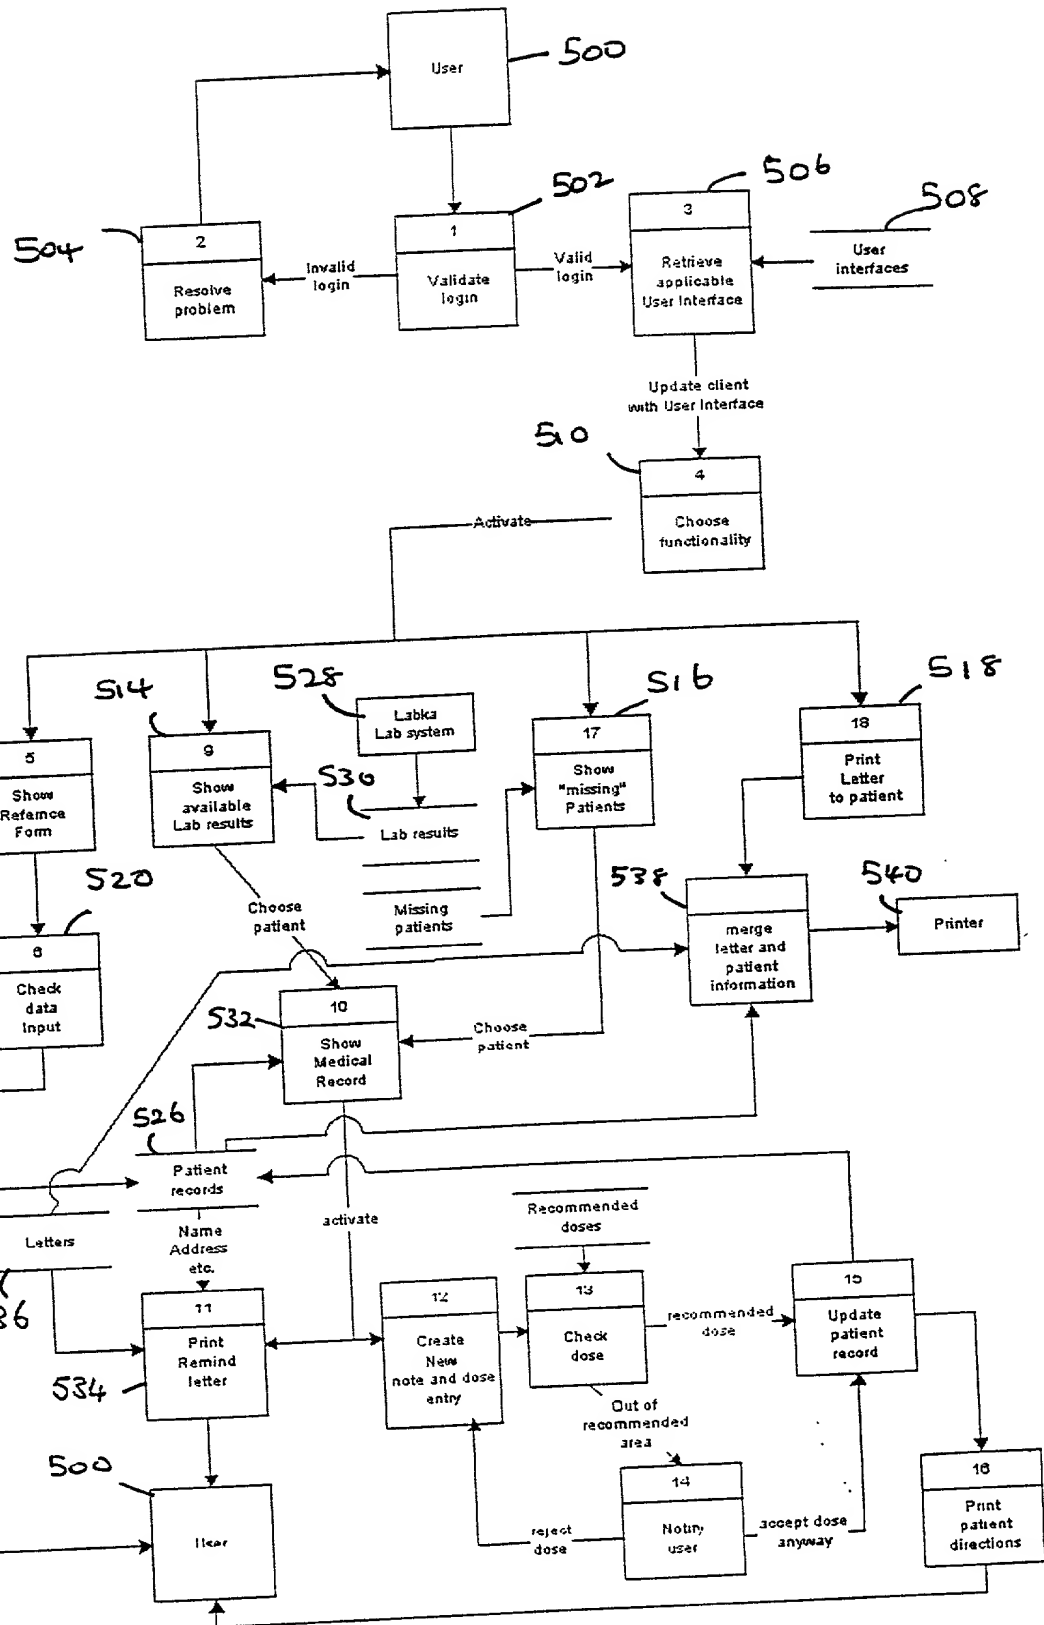 User
500
502
506
508
504
2
Resolve
problem
Invalid
login
1
Validate
login
Valid
login
3
Retrieve
applicable
User Interface
User
interfaces
Update client
with User Interface
510
4
Choose
functionality
Activate
514
528
516
518
5
Show
Refernce
Form
9
Show
available
Lab results
Labka
Lab system
530
Lab results
17
Show
"missing"
Patients
18
Print
Letter
to patient
520
6
Check
data
Input
Choose
patient
Missing
patients
538
merge
letter and
patient
information
540
Printer
532
10
Show
Medical
Record
Choose
patient
526
Patient
records
Letters
36
Name
Address
etc.
activate
Recommended
doses
11
Print
Remind
letter
534
12
Create
New
note and dose
entry
13
Check
dose
recommended
dose
15
Update
patient
record
Out of
recommended
area
500
User
reject
dose
14
Notify
user
accept dose
anyway
16
Print
patient
directions